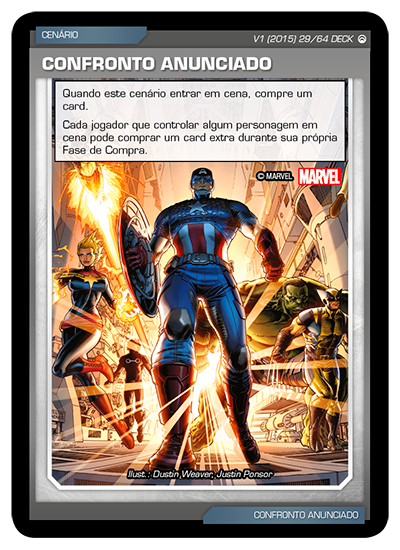 CENÁRIO
V1 (2015) 29/64 DECK
CONFRONTO ANUNCIADO
Quando este cenário entrar em cena, compre um
card.
Cada jogador que controlar algum personagem em
cena pode comprar um card extra durante sua própria
Fase de Compra.
© MARVEL MARVEL
Ilust.: Dustin Weaver, Justin Ponsor
CONFRONTO ANUNCIADO